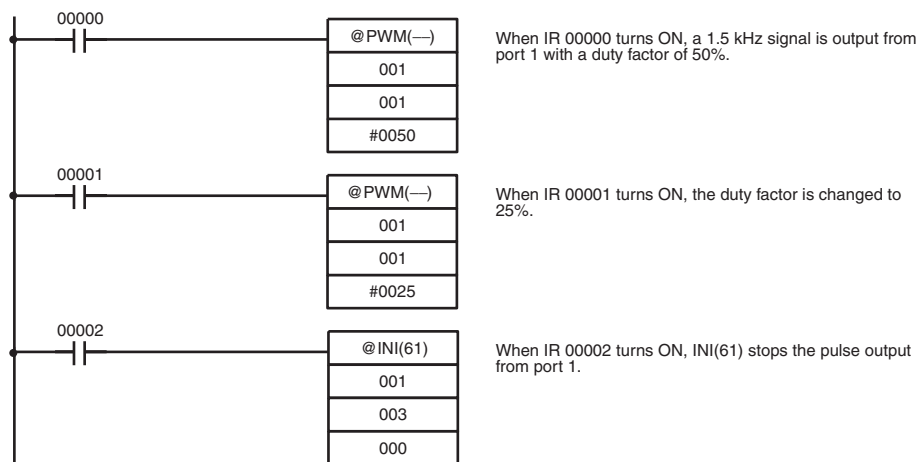 00000
@PWM(––)
001
001
#0050
When IR 00000 turns ON, a 1.5 kHz signal is output from
port 1 with a duty factor of 50%.
00001
@PWM(––)
001
001
#0025
When IR 00001 turns ON, the duty factor is changed to
25%.
00002
@INI(61)
001
003
000
When IR 00002 turns ON, INI(61) stops the pulse output
from port 1.